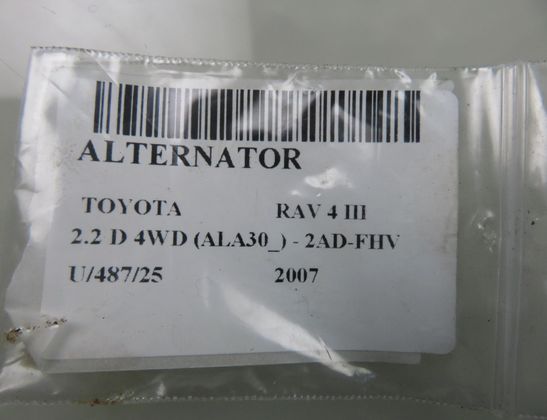 ALTERNATOR
TOYOTA RAV 4 III
2.2 D 4WD (ALA30_) - 2AD-FHV
U/487/25 2007